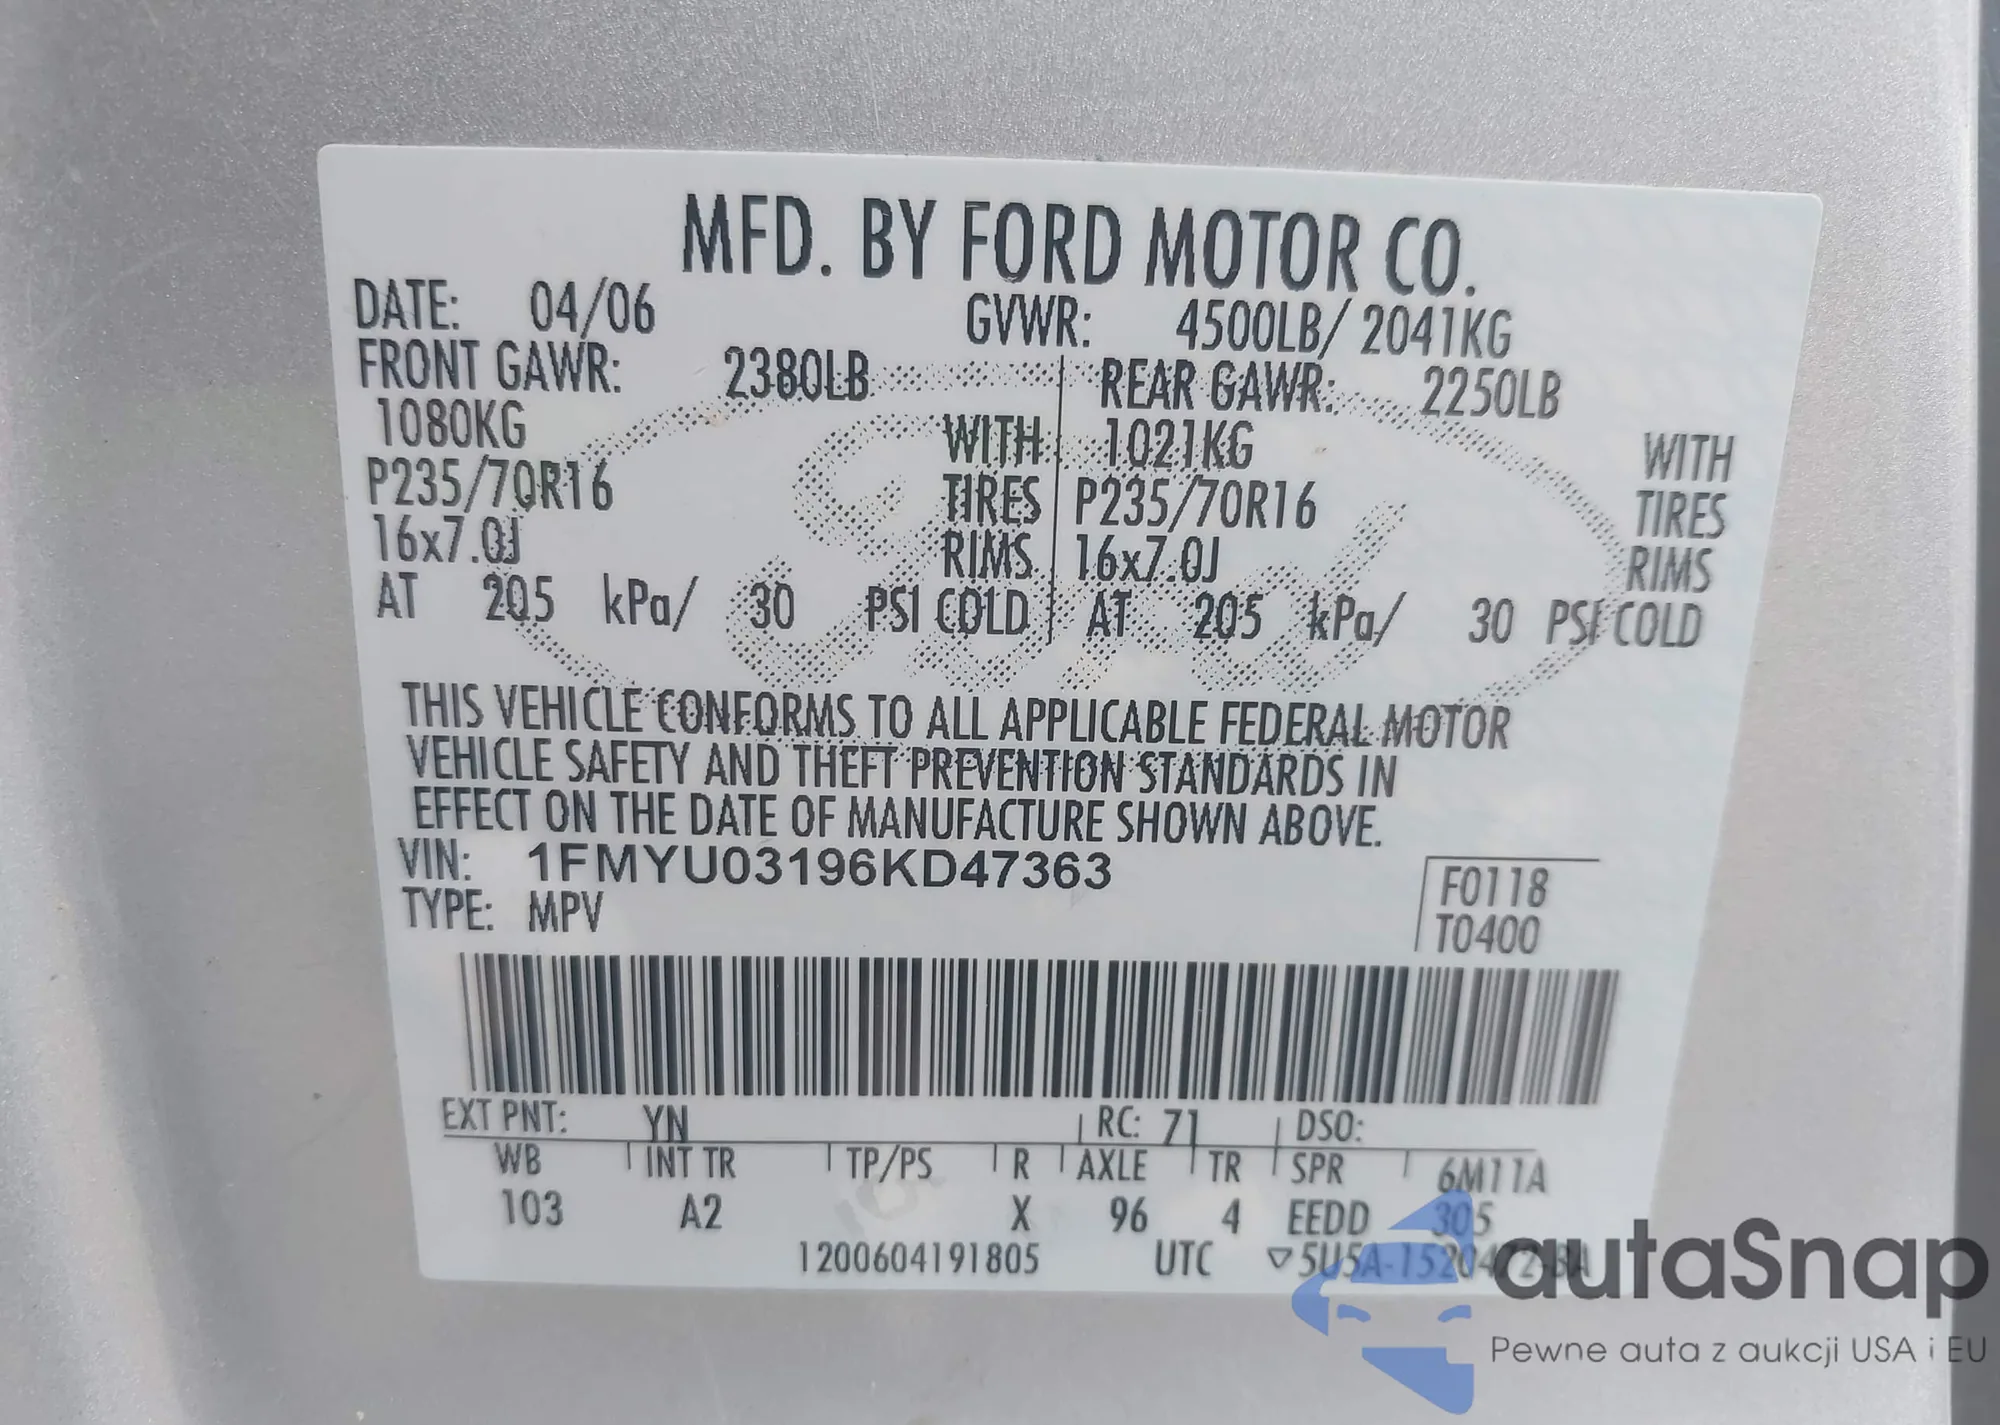 MFD. BY FORD MOTOR CO.
DATE: 04/06 GVWR: 4500LB/ 2041KG
FRONT GAWR: 2380LB REAR GAWR: 2250LB
1080KG WITH 1021KG WITH
P235/70R16 TIRES P235/70R16 TIRES
16x7.0J RIMS 16x7.0J RIMS
AT 205 kPa/ 30 PSI COLD AT 205 kPa/ 30 PSI COLD
THIS VEHICLE CONFORMS TO ALL APPLICABLE FEDERAL MOTOR
VEHICLE SAFETY AND THEFT PREVENTION STANDARDS IN
EFFECT ON THE DATE OF MANUFACTURE SHOWN ABOVE.
VIN: 1FMYU03196KD47363
TYPE: MPV
F0118
T0400
EXT PNT: YN RC: 71 DSO:
WB INT TR TP/PS R AXLE TR SPR 6M11A
103 A2 X 96 4 EEDD 305
1200604191805 UTC ▽5U5A-1520472-BA
autaSnap
Pewne auta z aukcji USA i EU